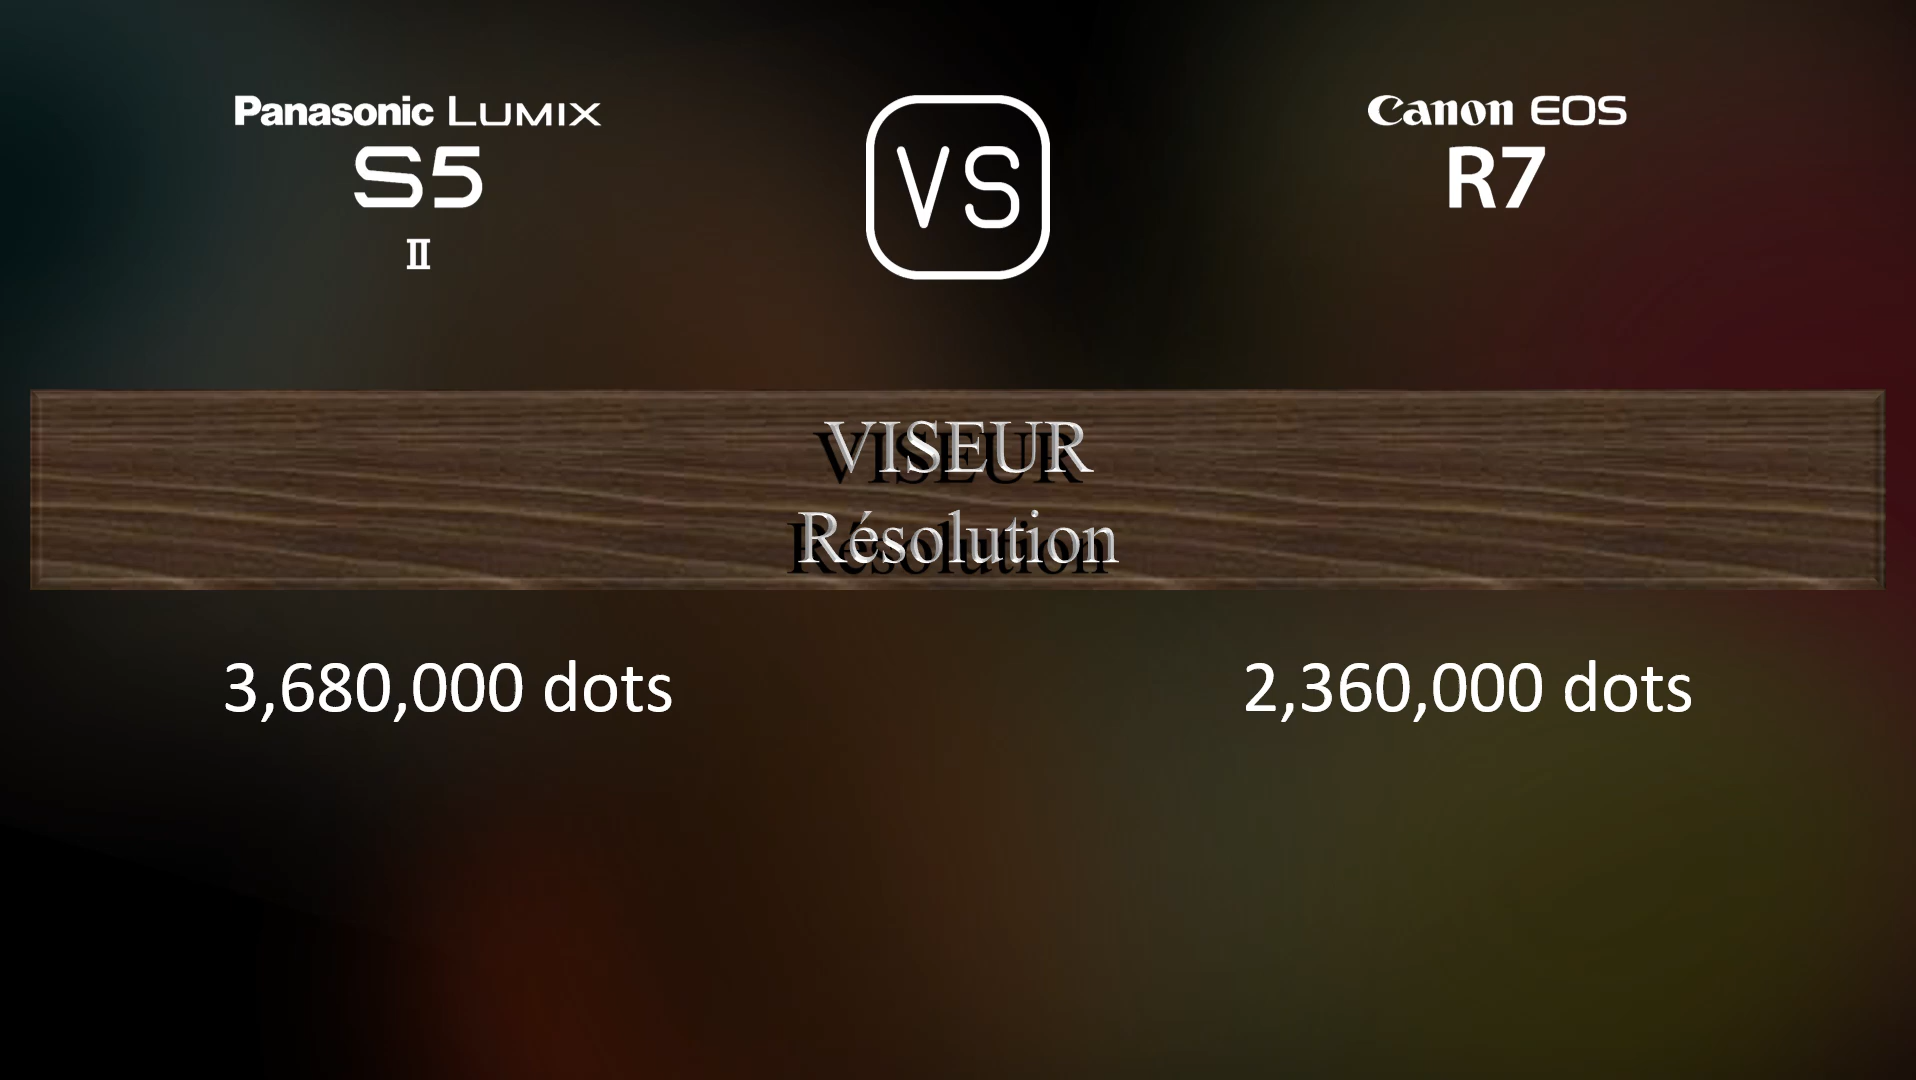 Panasonic LUMIX
S5
II
VS
Canon EOS
R7
VISEUR
Résolution
3,680,000 dots
2,360,000 dots